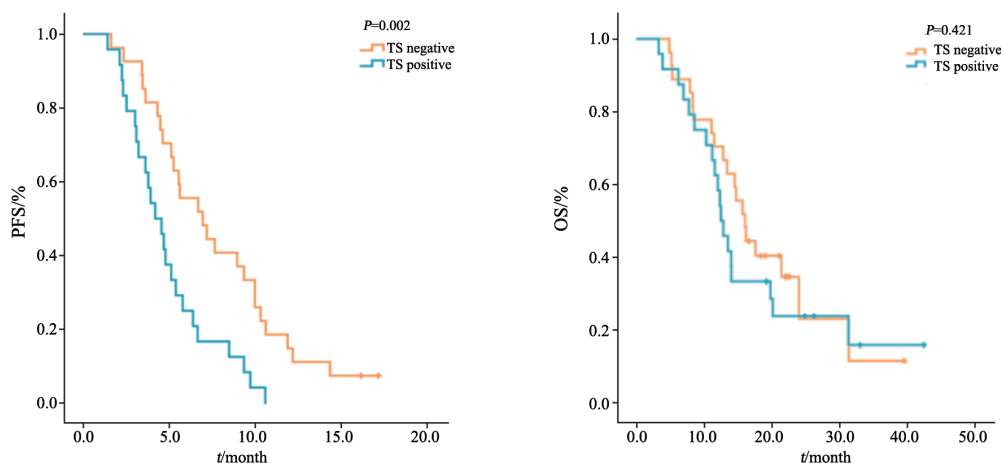 P=0.002
TS negative
TS positive
1.0
0.8
0.6
0.4
0.2
0.0
PFS/%
0.0 5.0 10.0 15.0 20.0
t/month
P=0.421
TS negative
TS positive
1.0
0.8
0.6
0.4
0.2
0.0
OS/%
0.0 10.0 20.0 30.0 40.0 50.0
t/month